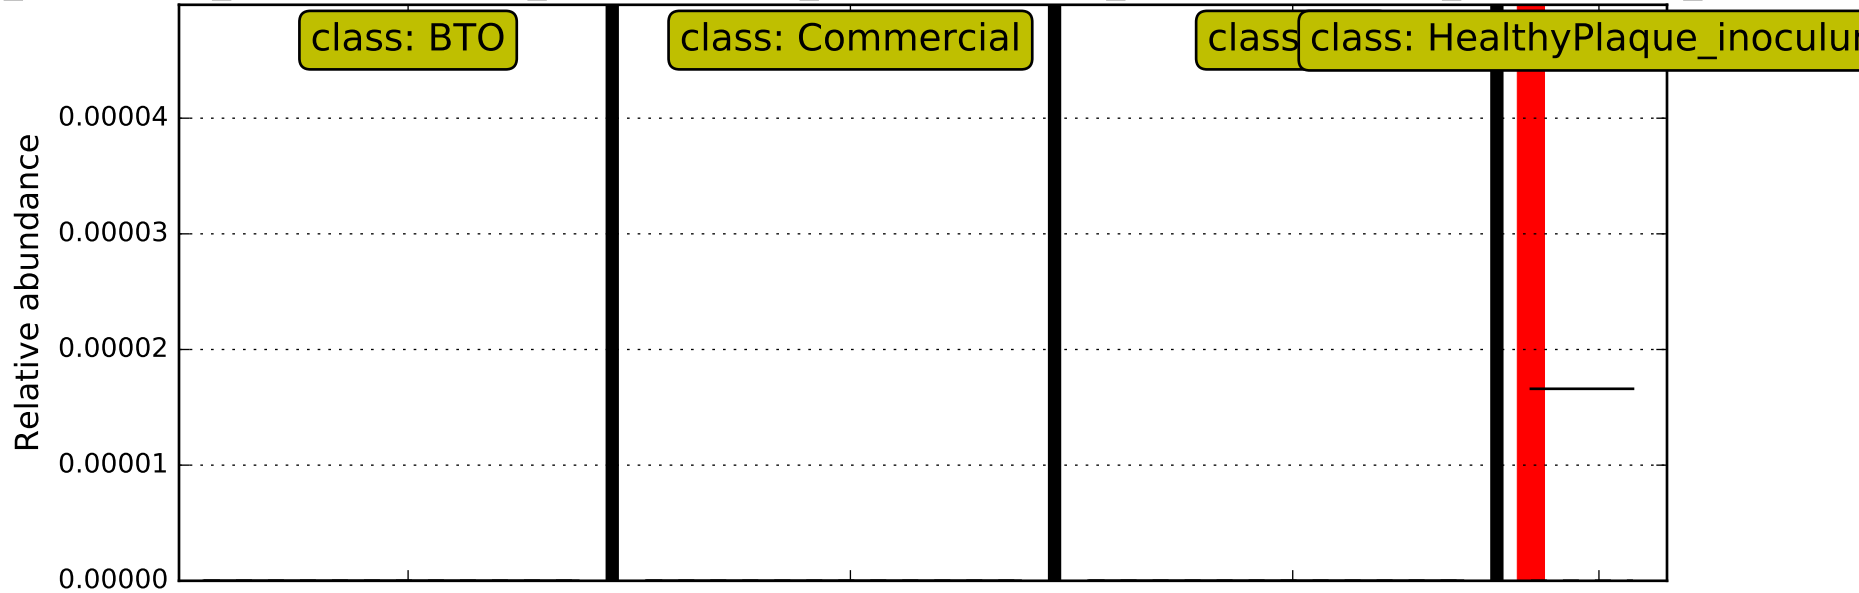 class: BTO
class: Commercial
class
class: HealthyPlaque_inoculu
0.00004
0.00003
0.00002
0.00001
0.00000
Relative abundance